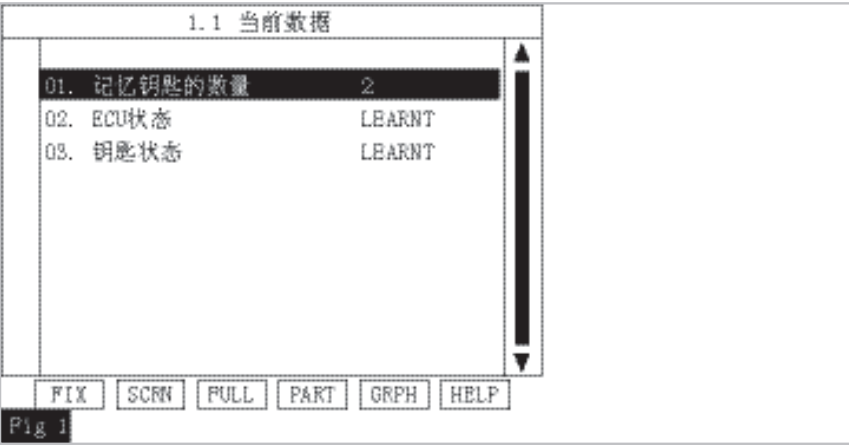 1.1 当前数据
01. 记忆钥匙的数量 2
02. ECU状态 LEARNT
03. 钥匙状态 LEARNT
FIX SCRN FULL PART GRPH HELP
Fig 1